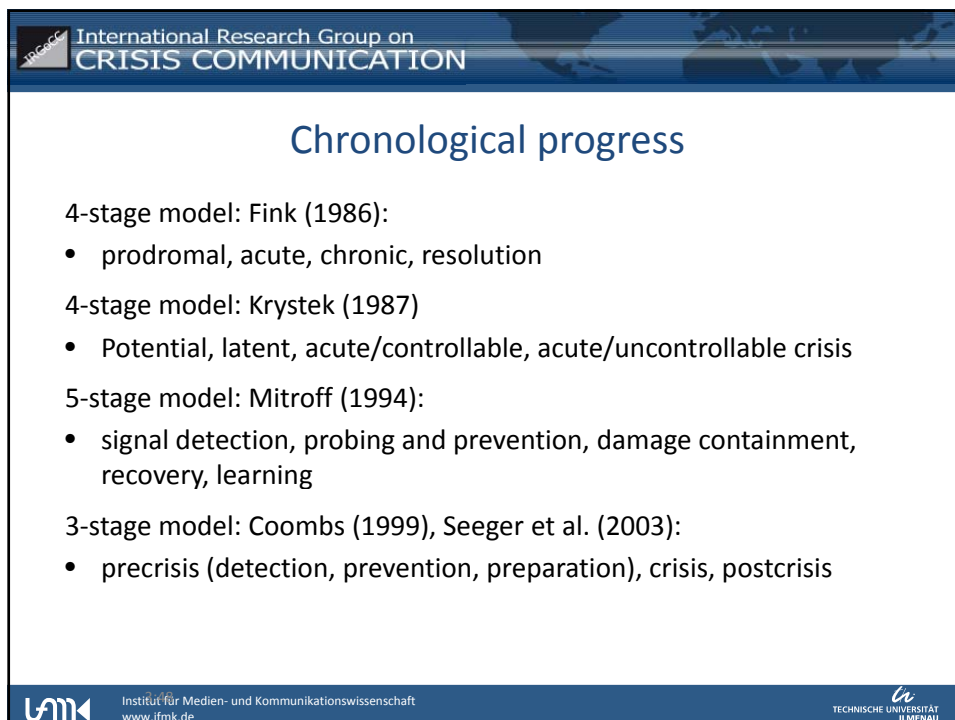 IRGoCC
International Research Group on
CRISIS COMMUNICATION
Chronological progress
4-stage model: Fink (1986):
• prodromal, acute, chronic, resolution
4-stage model: Krystek (1987)
• Potential, latent, acute/controllable, acute/uncontrollable crisis
5-stage model: Mitroff (1994):
• signal detection, probing and prevention, damage containment,
recovery, learning
3-stage model: Coombs (1999), Seeger et al. (2003):
• precrisis (detection, prevention, preparation), crisis, postcrisis
ifmk
Institut für Medien- und Kommunikationswissenschaft
www.ifmk.de
TECHNISCHE UNIVERSITÄT
ILMENAU